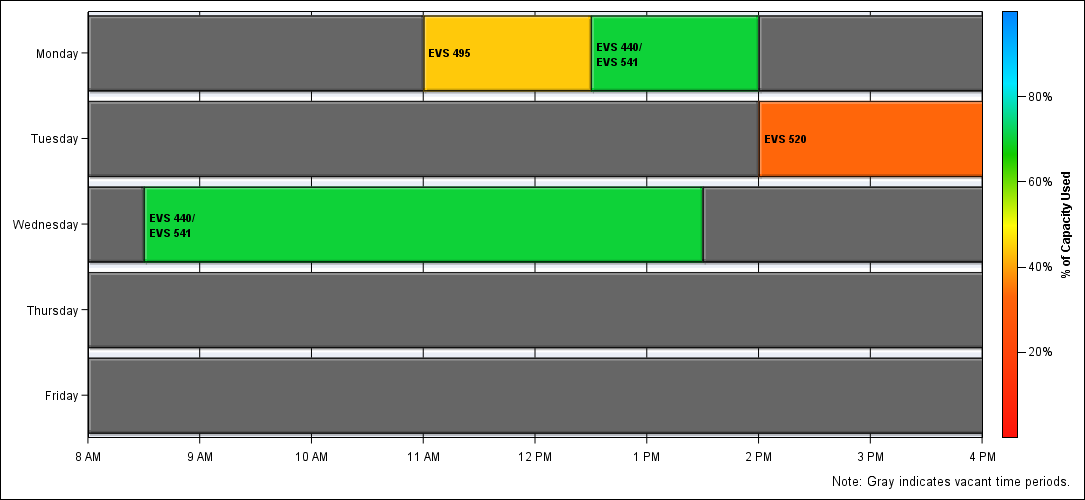 Monday
EVS 495
EVS 440/
EVS 541
Tuesday
EVS 520
Wednesday
EVS 440/
EVS 541
Thursday
Friday
8 AM
9 AM
10 AM
11 AM
12 PM
1 PM
2 PM
3 PM
4 PM
80%
60%
40%
20%
% of Capacity Used
Note: Gray indicates vacant time periods.